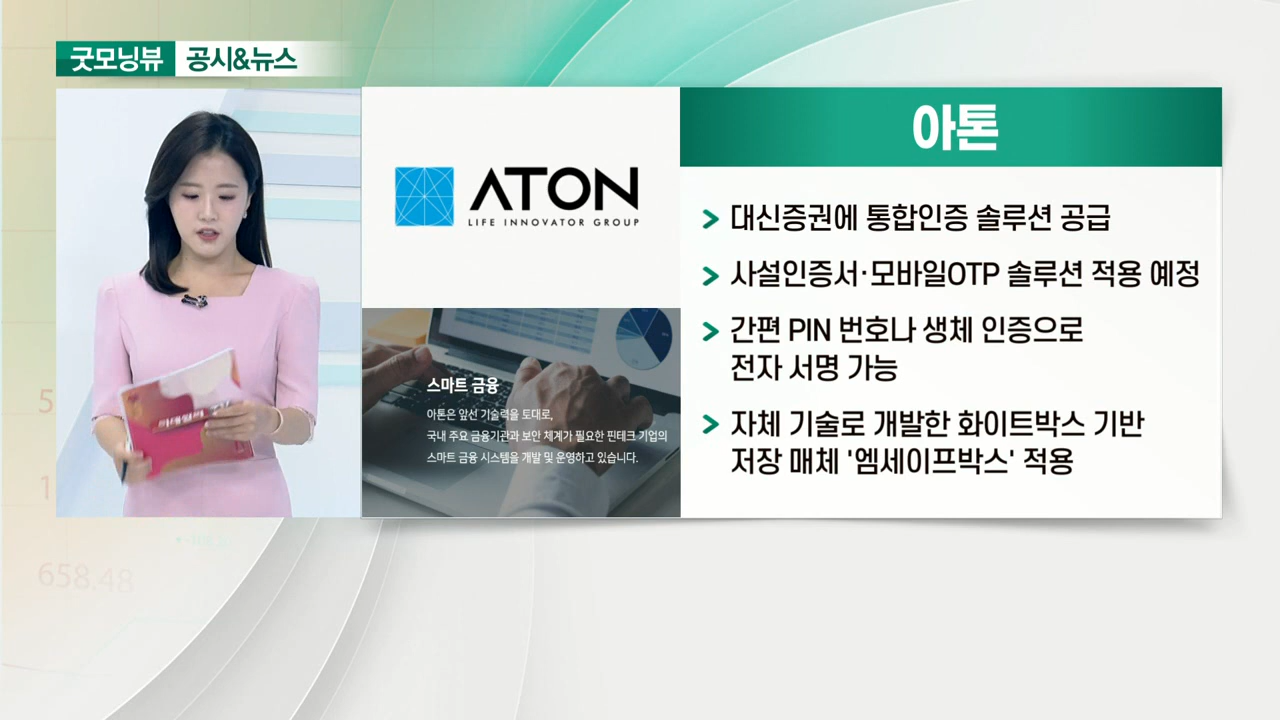 굿모닝뷰 공시&뉴스
ATON
LIFE INNOVATOR GROUP
스마트 금융
아톤은 앞선 기술력을 토대로,
국내 주요 금융기관과 보안 체계가 필요한 핀테크 기업의
스마트 금융 시스템을 개발 및 운영하고 있습니다.
아톤
대신증권에 통합인증 솔루션 공급
사설인증서·모바일OTP 솔루션 적용 예정
간편 PIN 번호나 생체 인증으로
전자 서명 가능
자체 기술로 개발한 화이트박스 기반
저장 매체 '엠세이프박스' 적용
658.48